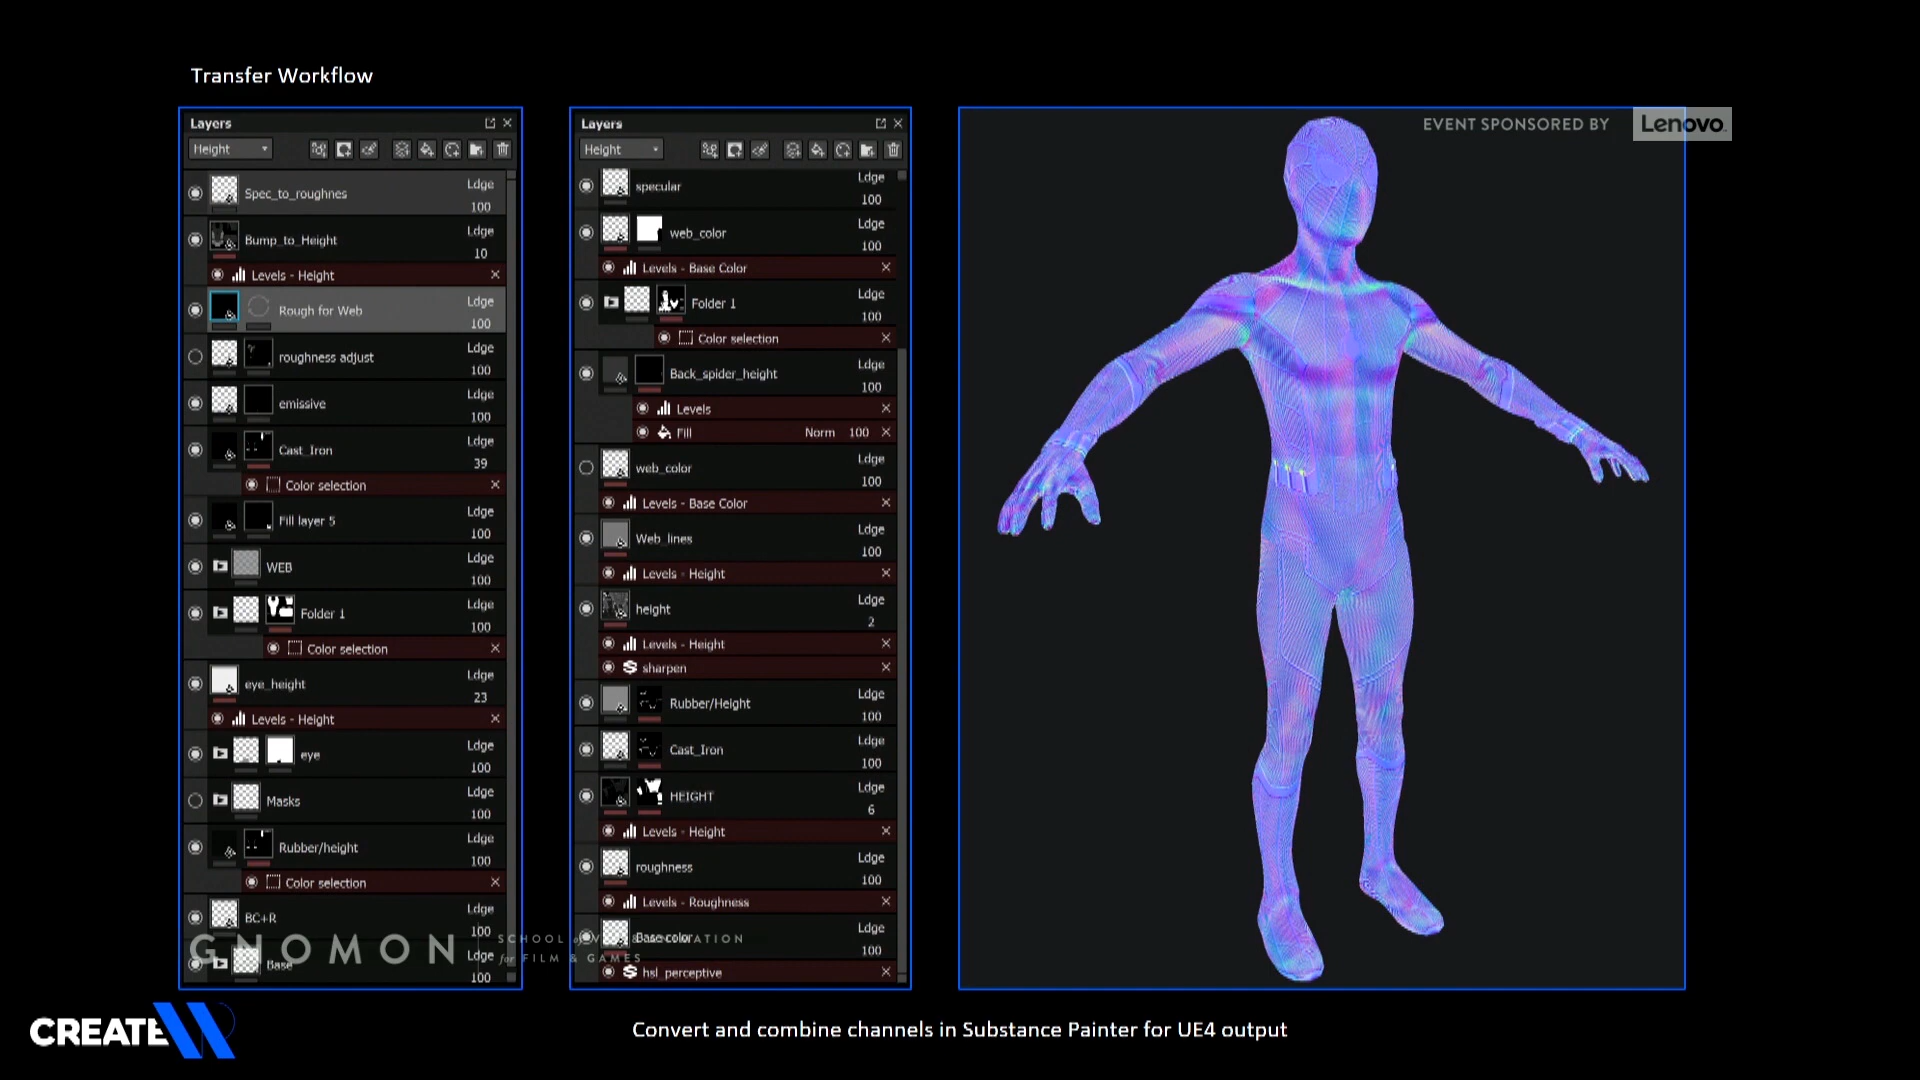 Transfer Workflow
EVENT SPONSORED BY Lenovo
Layers
Height
Spec_to_roughnes Ldge 100
Bump_to_Height Ldge 10
Levels - Height
Rough for Web Ldge 100
roughness adjust Ldge 100
emissive Ldge 100
Cast_Iron Ldge 39
Color selection
Fill layer 5 Ldge 100
WEB Ldge 100
Folder 1 Ldge 100
Color selection
eye_height Ldge 23
Levels - Height
eye Ldge 100
Masks Ldge 100
Rubber/height Ldge 100
Color selection
BC+R Ldge 100
Base Ldge 100
Layers
Height
specular Ldge 100
web_color Ldge 100
Levels - Base Color
Folder 1 Ldge 100
Color selection
Back_spider_height Ldge 100
Levels
Fill Norm 100
web_color Ldge 100
Levels - Base Color
Web_lines Ldge 100
Levels - Height
height Ldge 2
Levels - Height
sharpen
Rubber/Height Ldge 100
Cast_Iron Ldge 100
HEIGHT Ldge 6
Levels - Height
roughness Ldge 100
Levels - Roughness
Base color Ldge 100
hsl_perceptive
GNOMON
SCHOOL of
for FILM & GAMES
CREATE
Convert and combine channels in Substance Painter for UE4 output